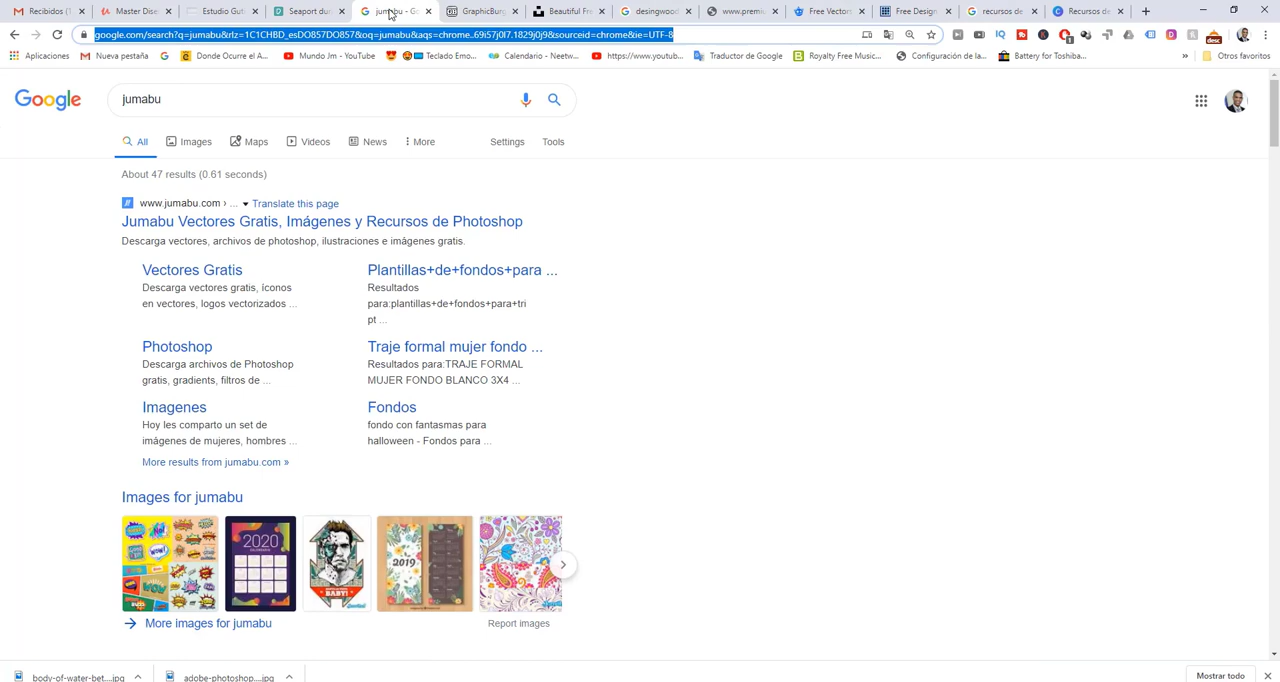 Recibidos (1
Master Dise
Estudio Gut
Seaport du
jumabu - Go
GraphicBurg
Beautiful Fr
desingwood
www.premiu
Free Vectors
Free Design
recursos de
Recursos de
google.com/search?q=jumabu&rlz=1C1CHBD_esDO857DO857&oq=jumabu&aqs=chrome..69i57j0l7.1829j0j9&sourceid=chrome&ie=UTF-8
Aplicaciones
Nueva pestaña
Donde Ocurre el A...
Mundo Jm - YouTube
Teclado Emo...
Calendario - Neetw...
https://www.youtub...
Traductor de Google
Royalty Free Music...
Configuración de la...
Battery for Toshiba...
»
Otros favoritos
Google
jumabu
All
Images
Maps
Videos
News
More
Settings
Tools
About 47 results (0.61 seconds)
www.jumabu.com › ... Translate this page
Jumabu Vectores Gratis, Imágenes y Recursos de Photoshop
Descarga vectores, archivos de photoshop, ilustraciones e imágenes gratis.
Vectores Gratis
Descarga vectores gratis, íconos
en vectores, logos vectorizados ...
Plantillas+de+fondos+para ...
Resultados
para:plantillas+de+fondos+para+tri
pt ...
Photoshop
Descarga archivos de Photoshop
gratis, gradients, filtros de ...
Traje formal mujer fondo ...
Resultados para:TRAJE FORMAL
MUJER FONDO BLANCO 3X4 ...
Imagenes
Hoy les comparto un set de
imágenes de mujeres, hombres ...
Fondos
fondo con fantasmas para
halloween - Fondos para ...
More results from jumabu.com »
Images for jumabu
2020
2019
BABY!
More images for jumabu
Report images
body-of-water-bet....jpg
adobe-photoshop....jpg
Mostrar todo